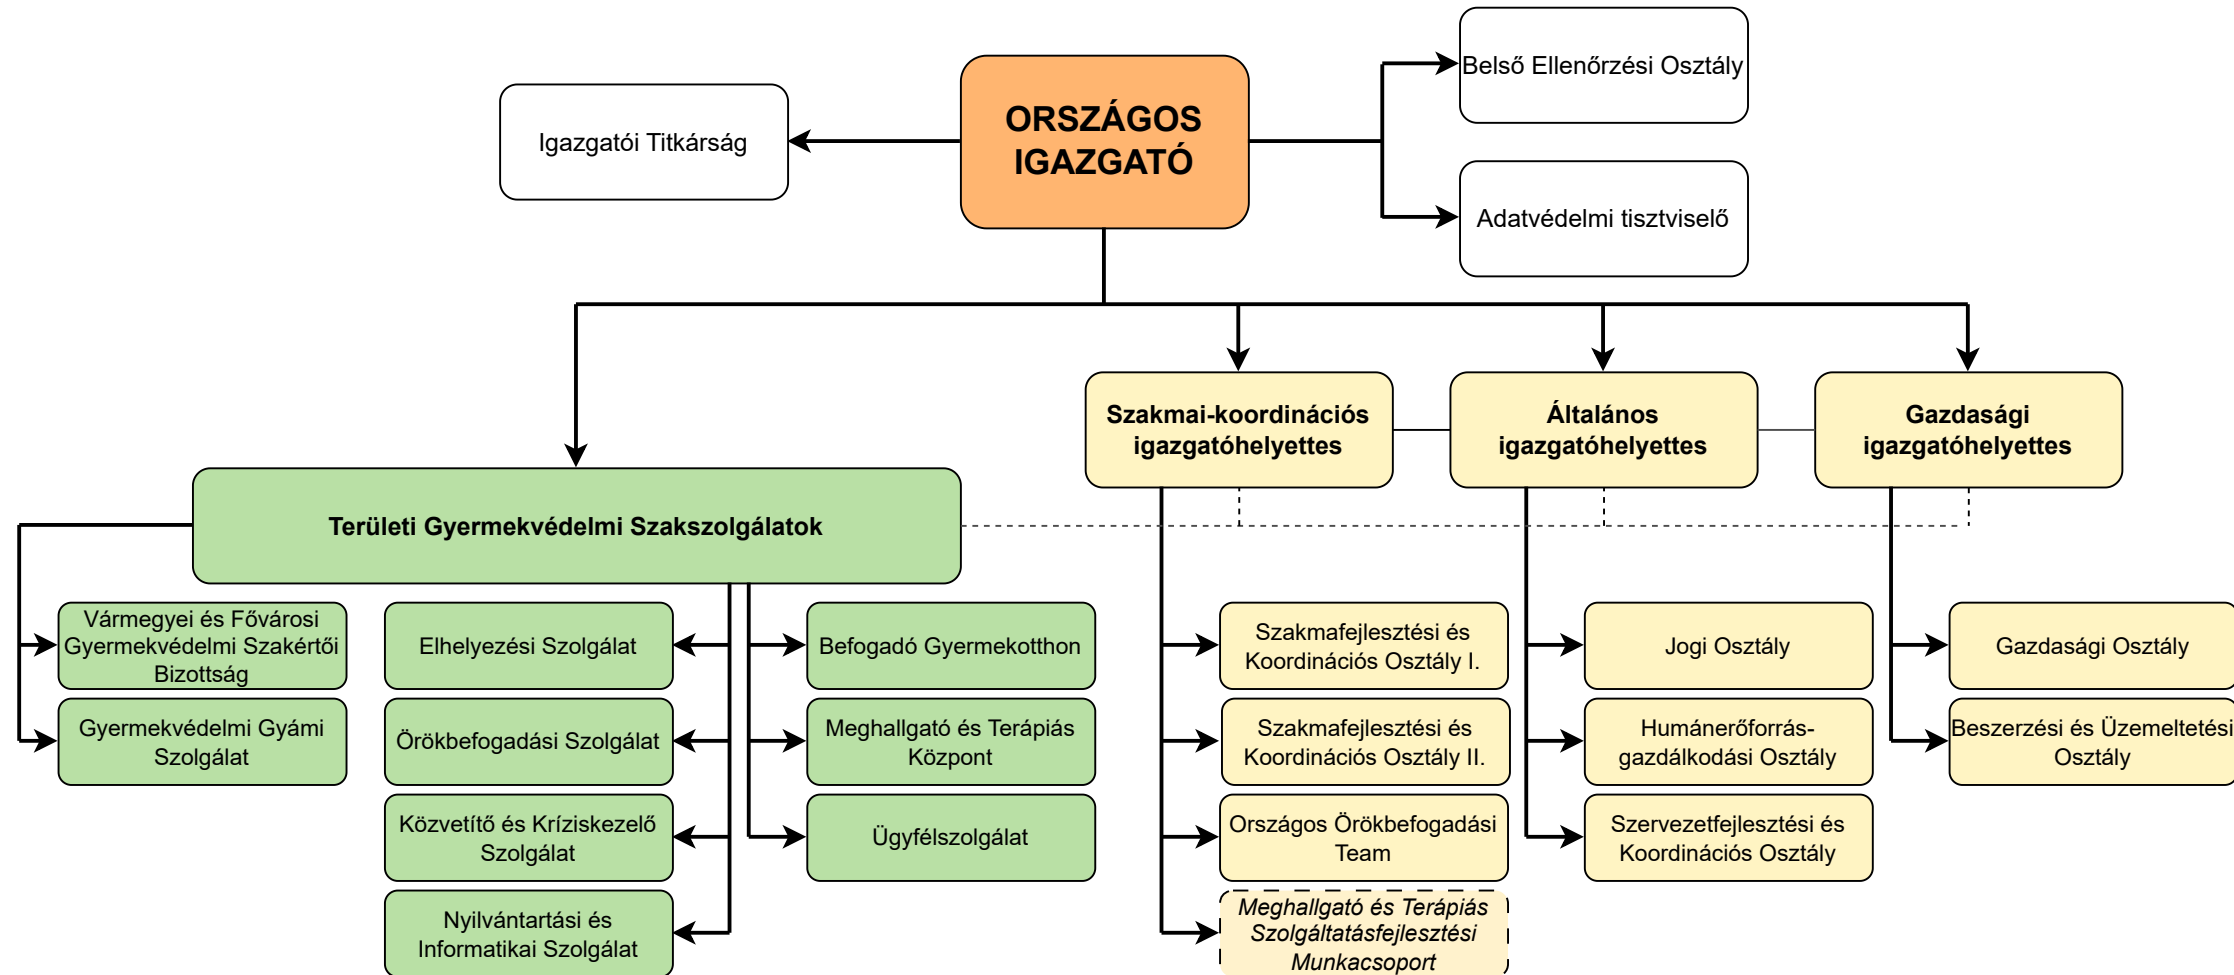 Belső Ellenőrzési Osztály
ORSZÁGOS
IGAZGATÓ
Igazgatói Titkárság
Adatvédelmi tisztviselő
Szakmai-koordinációs
igazgatóhelyettes
Általános
igazgatóhelyettes
Gazdasági
igazgatóhelyettes
Területi Gyermekvédelmi Szakszolgálatok
Vármegyei és Fővárosi
Gyermekvédelmi Szakértői
Bizottság
Gyermekvédelmi Gyámi
Szolgálat
Elhelyezési Szolgálat
Örökbefogadási Szolgálat
Közvetítő és Kríziskezelő
Szolgálat
Nyilvántartási és
Informatikai Szolgálat
Befogadó Gyermekotthon
Meghallgató és Terápiás
Központ
Ügyfélszolgálat
Szakmafejlesztési és
Koordinációs Osztály I.
Szakmafejlesztési és
Koordinációs Osztály II.
Országos Örökbefogadási
Team
Meghallgató és Terápiás
Szolgáltatásfejlesztési
Munkacsoport
Jogi Osztály
Humánerőforrás-
gazdálkodási Osztály
Szervezetfejlesztési és
Koordinációs Osztály
Gazdasági Osztály
Beszerzési és Üzemeltetési
Osztály